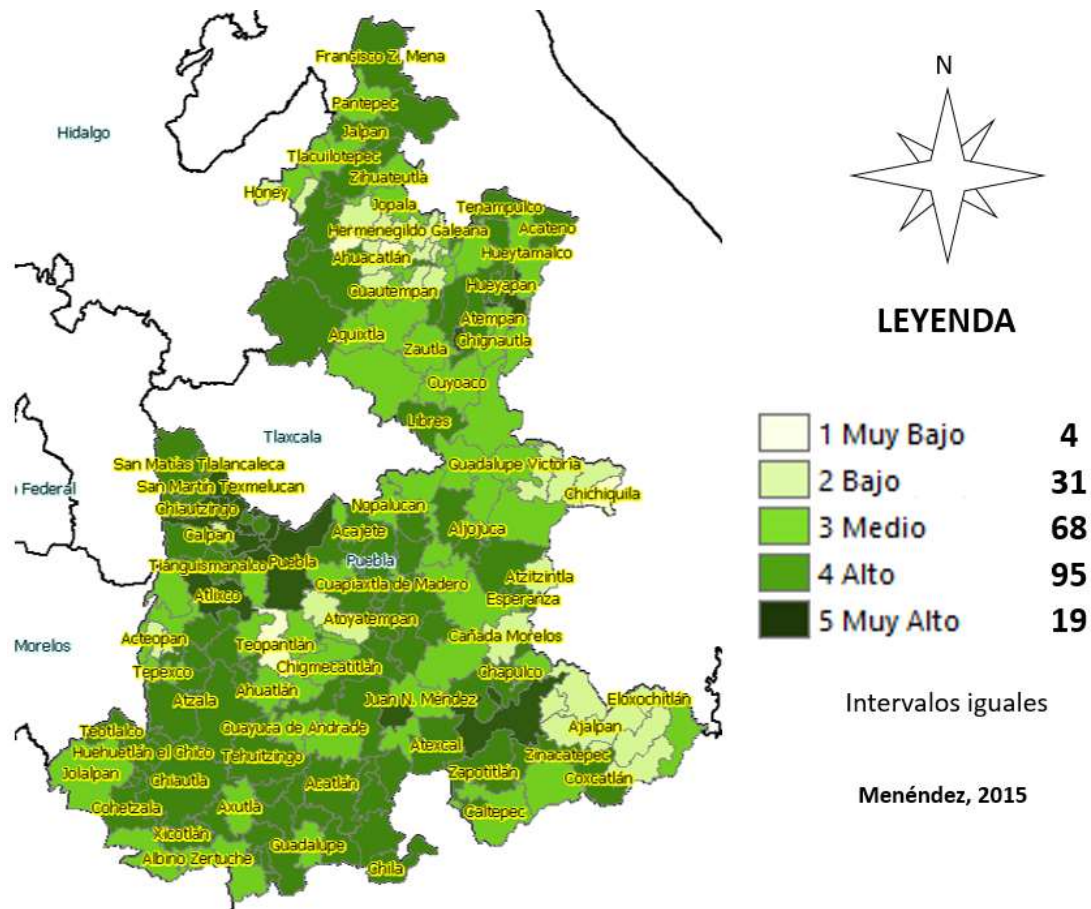 Francisco Z. Mena
N
Pantepec
Hidalgo
Jalpan
Tlacuilotepec
Zihuateutla
Honey
Jopala
Tenampulco
Hermenegildo Galeana
Acateno
Ahuacatlán
Hueytamalco
Cuautempan
Hueyapan
Atempan
Aquixtla
Chignautla
Zautla
Cuyoaco
Libres
Tlaxcala
San Matías Tlalancaleca
Guadalupe Victoria
Federal
San Martín Texmelucan
Chichiquila
Chiautzingo
Nopalucan
Calpan
Acajete
Aljojuca
Tianguismanalco
Puebla
Puebla
Atzitzintla
Cuapiaxtla de Madero
Atlixco
Esperanza
Atoyatempan
Acteopan
Cañada Morelos
Morelos
Teopantlán
Tepexco
Chigmecatitlán
Chapulco
Ahuatlán
Eloxochitlán
Atzala
Juan N. Méndez
Ajalpan
Teotlalco
Guayuca de Andrade
Huehuetlán el Chico
Atexcal
Tehuitzingo
Zinacatepec
Jolalpan
Zapotitlán
Chiautla
Acatlán
Coxcatlán
Cohetzala
Axutla
Caltepec
Xicotlán
Guadalupe
Albino Zertuche
Chila
LEYENDA
1 Muy Bajo 4
2 Bajo 31
3 Medio 68
4 Alto 95
5 Muy Alto 19
Intervalos iguales
Menéndez, 2015